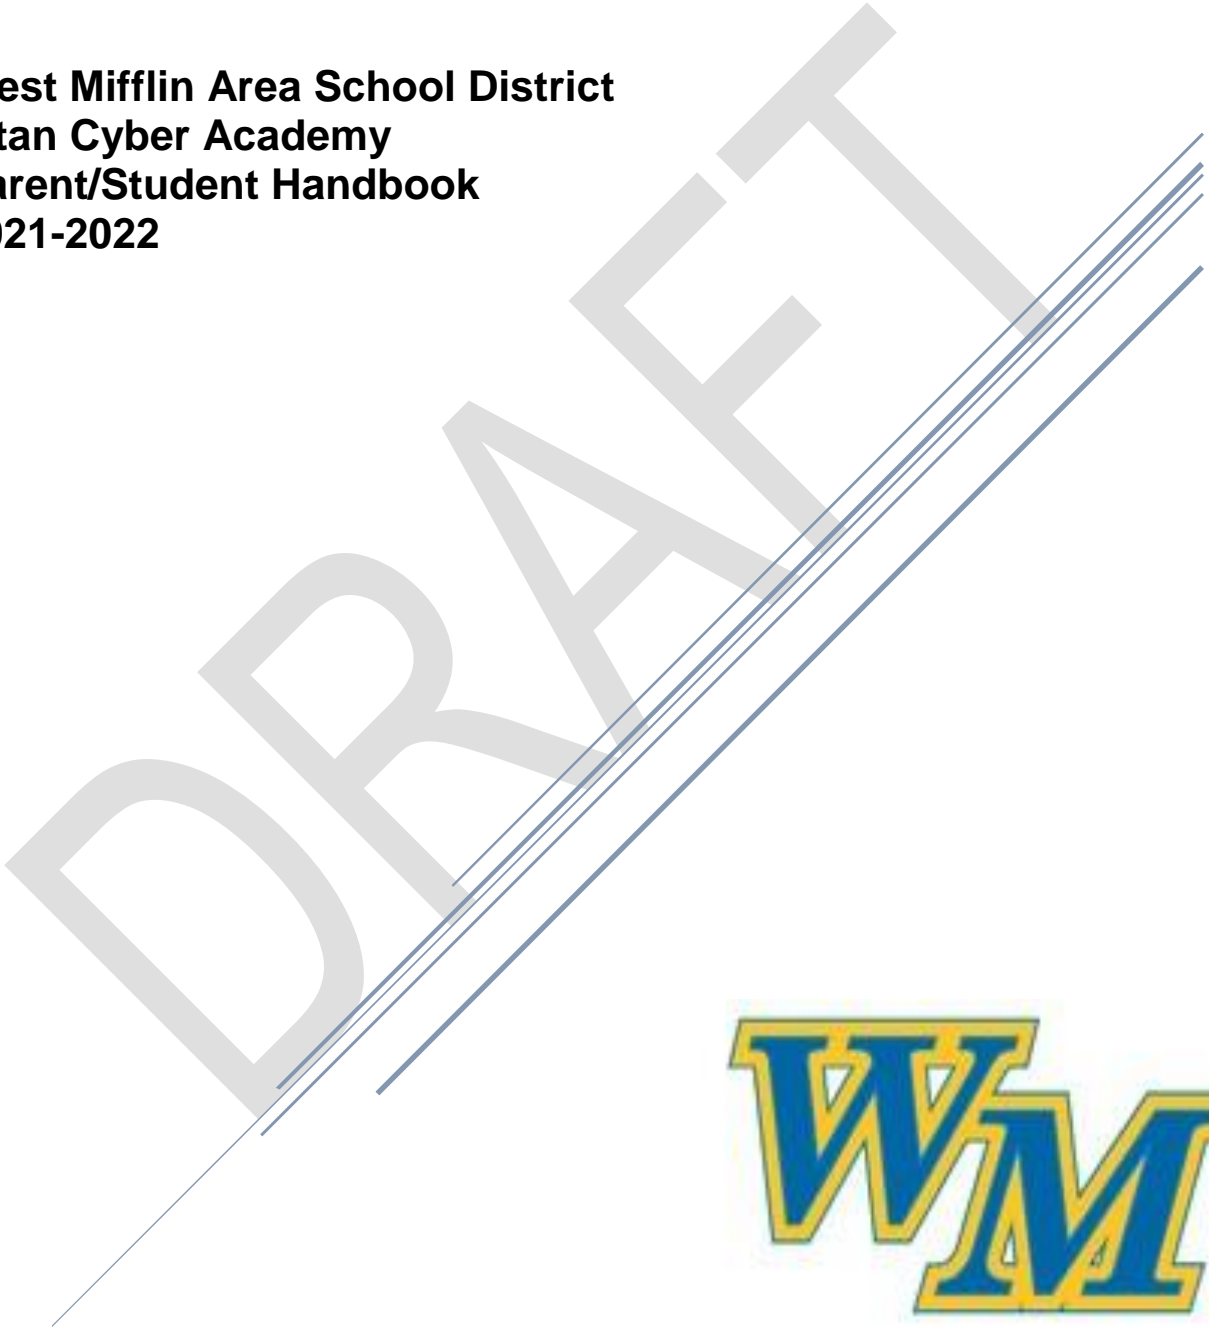 est Mifflin Area School District
tan Cyber Academy
arent/Student Handbook
021-2022
DRAFT
WM